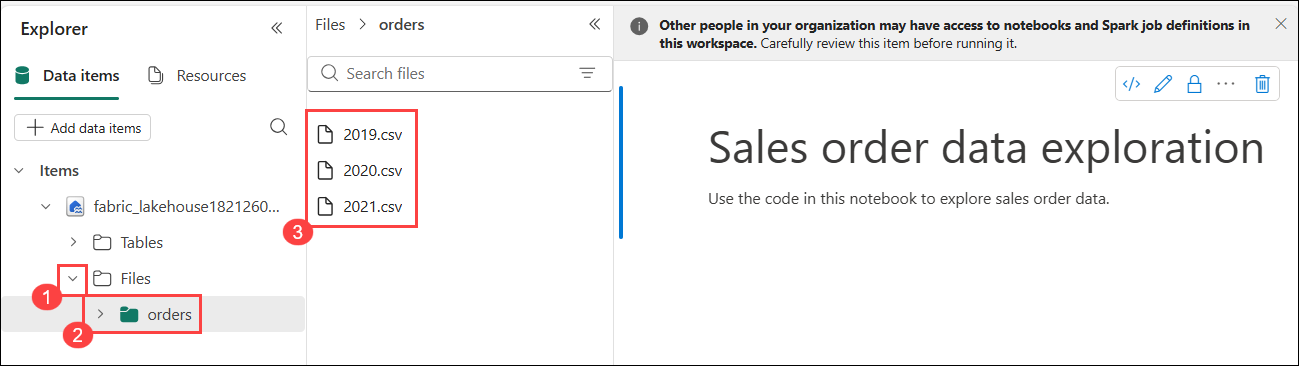 Explorer
Data items
Resources
Add data items
Items
fabric_lakehouse1821260...
Tables
Files
1
orders
2
Files > orders
Search files
2019.csv
2020.csv
2021.csv
3
Other people in your organization may have access to notebooks and Spark job definitions in
this workspace. Carefully review this item before running it.
Sales order data exploration
Use the code in this notebook to explore sales order data.